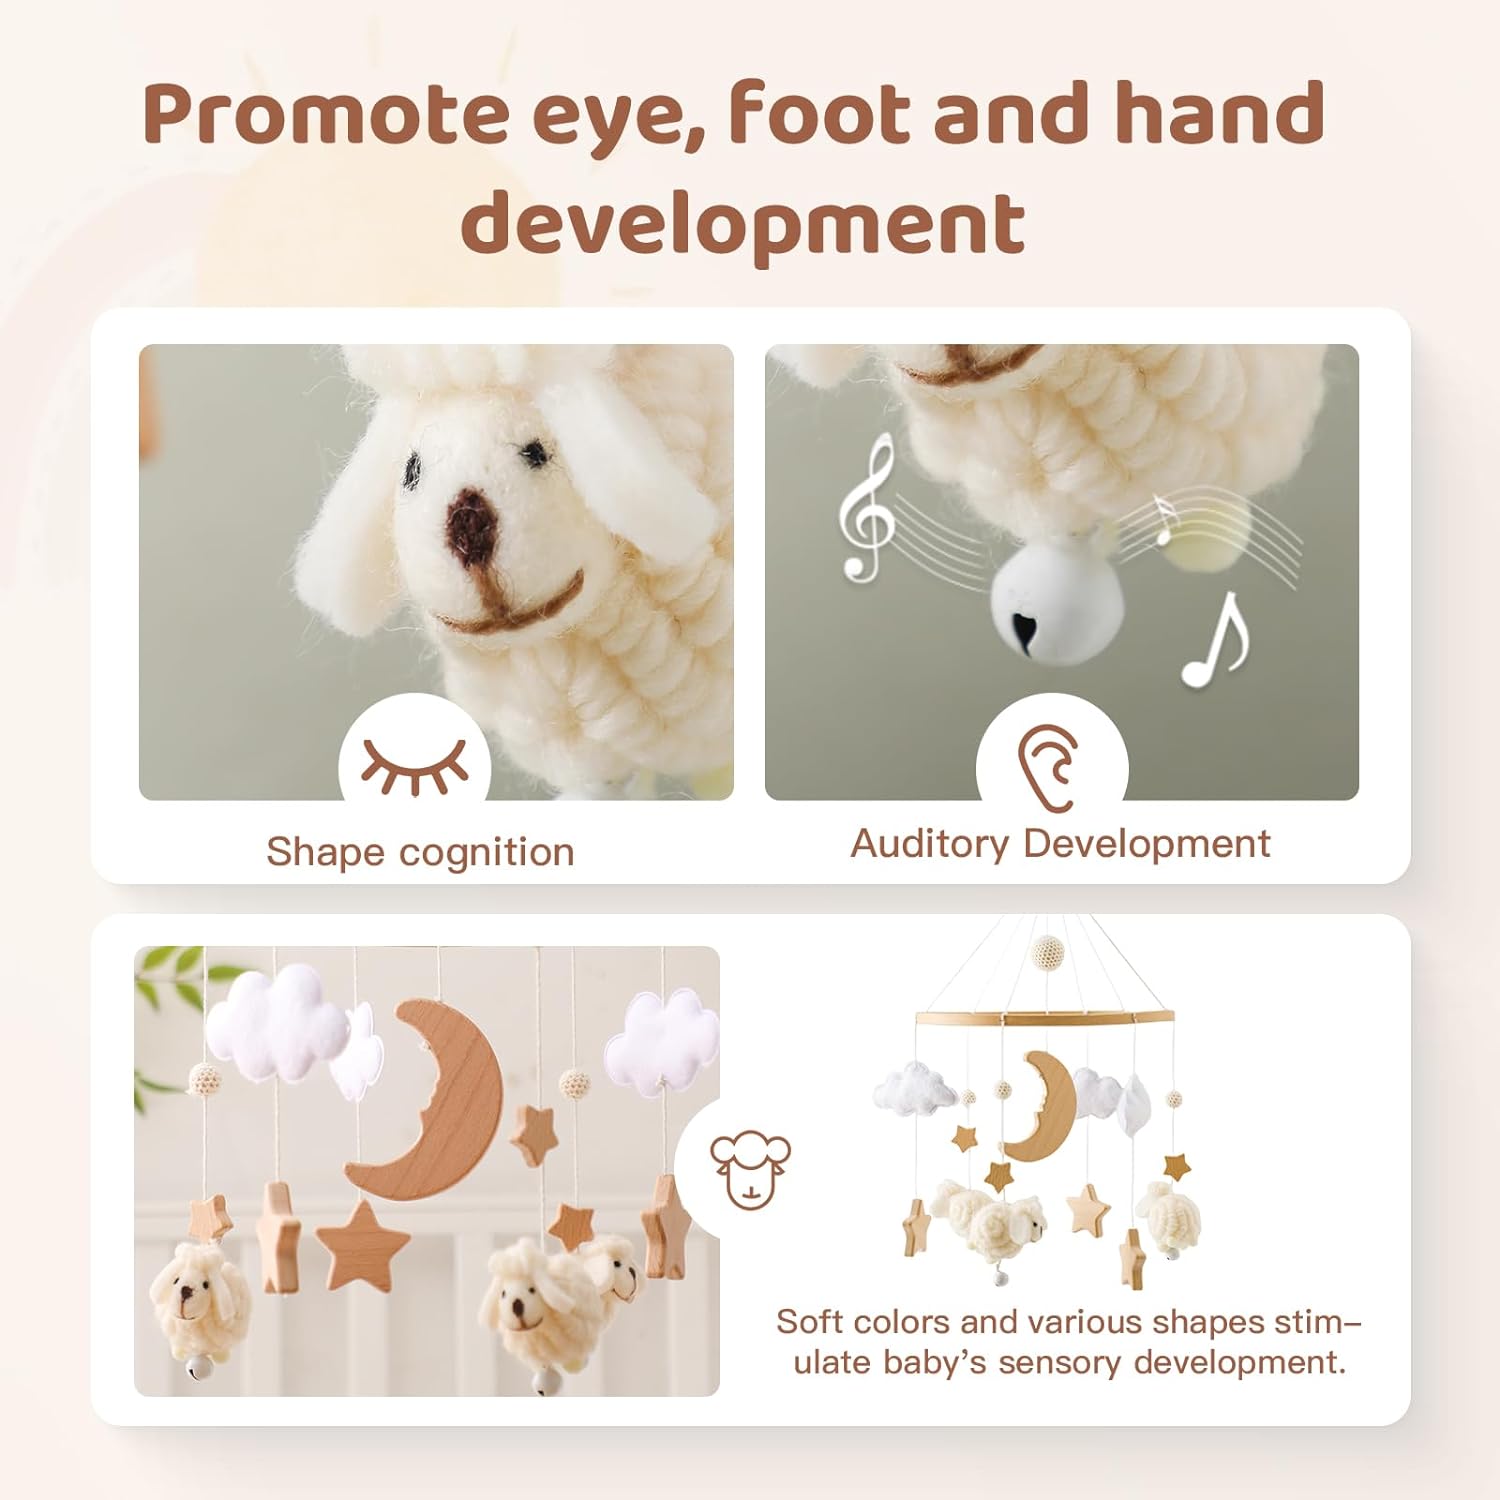 Promote eye, foot and hand
development
Shape cognition
Auditory Development
Soft colors and various shapes stim–
ulate baby’s sensory development.